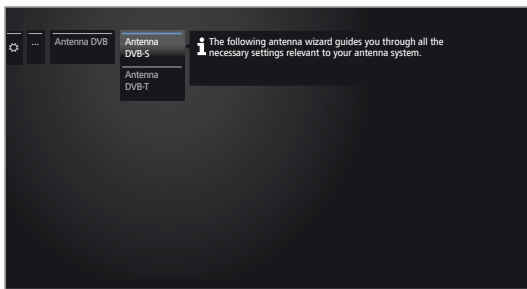 ...
Antenna DVB
Antenna
DVB-S
Antenna
DVB-T
i The following antenna wizard guides you through all the
necessary settings relevant to your antenna system.